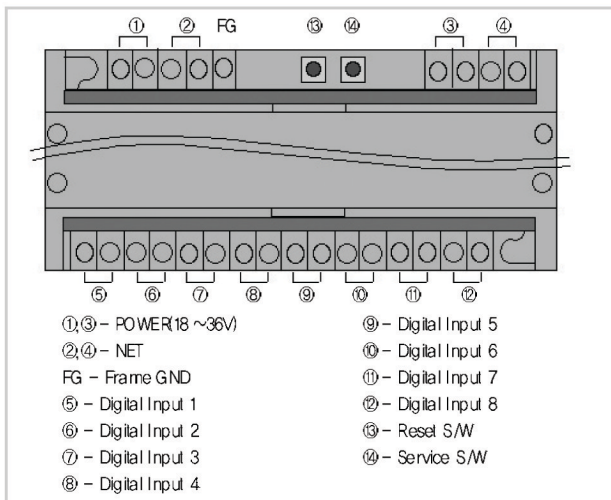 ① ② FG ⑬ ⑭ ③ ④
⑤ ⑥ ⑦ ⑧ ⑨ ⑩ ⑪ ⑫
①,③ - POWER(18 ~36V)
②,④ - NET
FG - Frame GND
⑤ - Digital Input 1
⑥ - Digital Input 2
⑦ - Digital Input 3
⑧ - Digital Input 4
⑨ - Digital Input 5
⑩ - Digital Input 6
⑪ - Digital Input 7
⑫ - Digital Input 8
⑬ - Reset S/W
⑭ - Service S/W